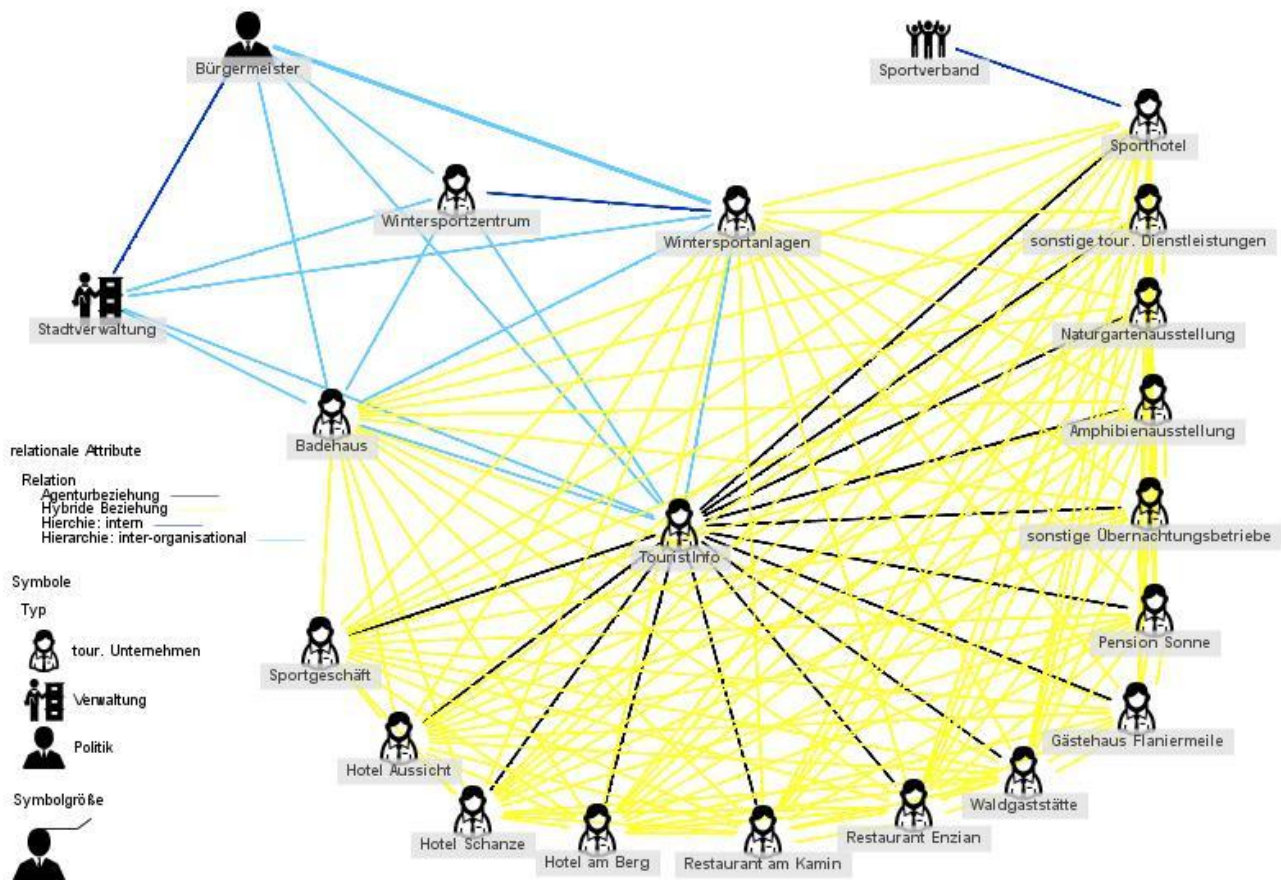 Bürgermeister
Sportverband
Sporthotel
Wintersportzentrum
Wintersportanlagen
sonstige tour. Dienstleistungen
Stadtverwaltung
Naturgartenausstellung
Badehaus
Amphibienausstellung
relationale Attribute
Relation
Agenturbeziehung
Hybride Beziehung
Hierchie: intern
Hierarchie: inter-organisational
sonstige Übernachtungsbetriebe
TouristInfo
Symbole
Typ
tour. Unternehmen
Verwaltung
Politik
Symbolgröße
Pension Sonne
Sportgeschäft
Gästehaus Flaniermeile
Hotel Aussicht
Waldgaststätte
Hotel Schanze
Restaurant Enzian
Hotel am Berg
Restaurant am Kamin